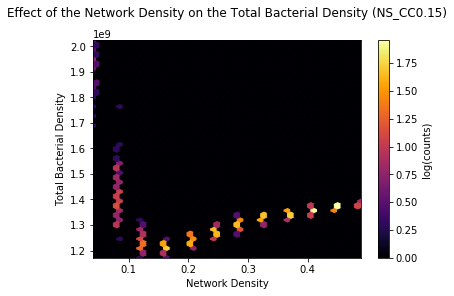 Effect of the Network Density on the Total Bacterial Density (NS_CC0.15)
1e9
2.0
1.9
1.8
1.7
1.6
1.5
1.4
1.3
1.2
Total Bacterial Density
0.1 0.2 0.3 0.4
Network Density
1.75
1.50
1.25
1.00
0.75
0.50
0.25
0.00
log(counts)